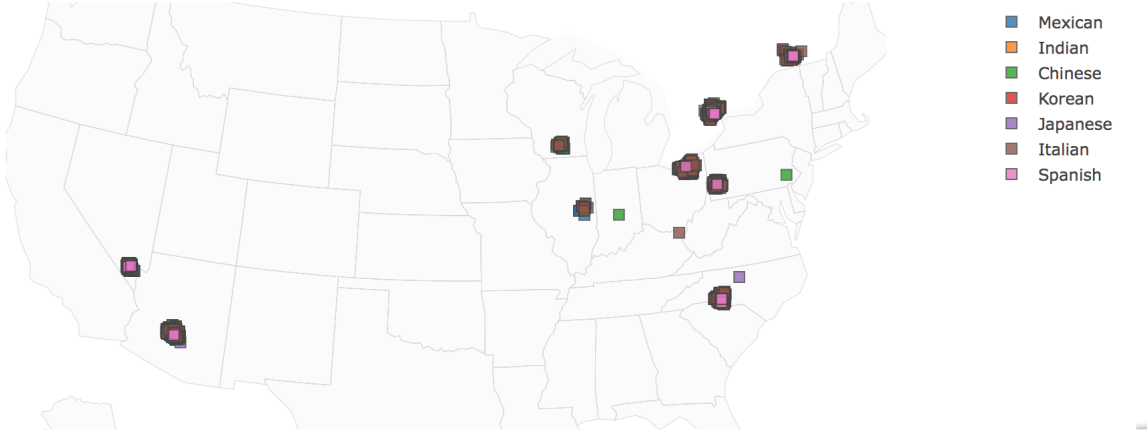 Mexican
Indian
Chinese
Korean
Japanese
Italian
Spanish